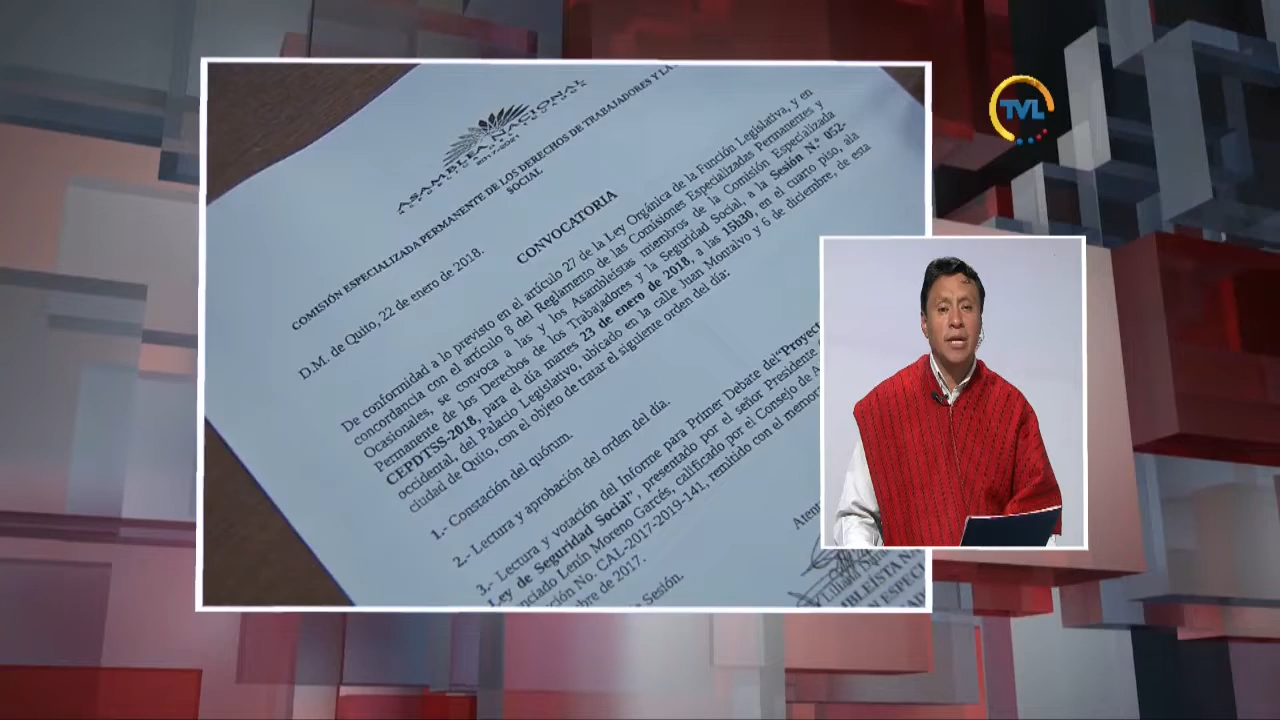 TVL
ASAMBLEA NACIONAL
COMISIÓN ESPECIALIZADA PERMANENTE DE LOS DERECHOS DE TRABAJADORES Y LA
SOCIAL
CONVOCATORIA
D.M. de Quito, 22 de enero de 2018.
De conformidad a lo previsto en el artículo 27 de la Ley Orgánica de la Función Legislativa, y en
concordancia con el artículo 8 del Reglamento de las Comisiones Especializadas Permanentes y
Ocasionales, se convoca a las y los Asambleístas miembros de la Comisión Especializada
Permanente de los Derechos de los Trabajadores y la Seguridad Social, a la Sesión N.° 052-
CEPDTSS-2018, para el día martes 23 de enero de 2018, a las 15h30, en el cuarto piso, ala
occidental, del Palacio Legislativo, ubicado en la calle Juan Montalvo y 6 de diciembre, de esta
ciudad de Quito, con el objeto de tratar el siguiente orden del día:
1.- Constación del quórum.
2.- Lectura y aprobación del orden del día.
3.- Lectura y votación del Informe para Primer Debate del "Proyect
Ley de Seguridad Social", presentado por el señor Presidente
nciado Lenín Moreno Garcés, calificado por el Consejo de A
ción No. CAL-2017-2019-141, remitido con el memor
bre de 2017.
Sesión.
Atent